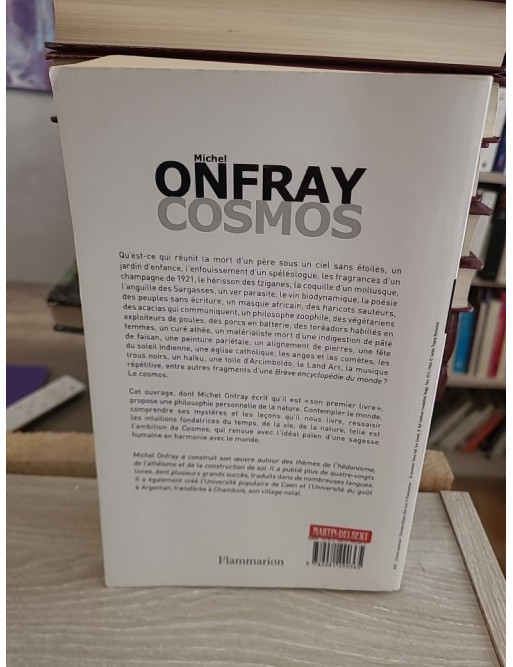 Michel
ONFRAY
COSMOS
Qu'est-ce qui réunit la mort d'un père sous un ciel sans étoiles, un
jardin d'enfance, l'enfouissement d'un spéléologue, les fragrances d'un
champagne de 1921, le hérisson des tziganes, la coquille d'un mollusque,
l'anguille des Sargasses, un ver parasite, le vin biodynamique, la poésie
des peuples sans écriture, un masque africain, des haricots sauteurs,
des acacias qui communiquent, un philosophe zoophile, des végétariens
exploiteurs de poules, des porcs en batterie, des toréadors habillés en
femmes, un curé athée, un matérialiste mort d'une indigestion de pâté
de faisan, une peinture pariétale, un alignement de pierres, une fête
du soleil indienne, une église catholique, les anges et les comètes, les
trous noirs, un haïku, une toile d'Arcimboldo, le Land Art, la musique
répétitive, entre autres fragments d'une Brève encyclopédie du monde ?
Le cosmos.
Cet ouvrage, dont Michel Onfray écrit qu'il est «son premier livre»,
propose une philosophie personnelle de la nature. Contempler le monde,
comprendre ses mystères et les leçons qu'il nous livre, ressaisir
les intuitions fondatrices du temps, de la vie, de la nature, telle est
l'ambition de Cosmos, qui renoue avec l'idéal païen d'une sagesse
humaine en harmonie avec le monde.
Michel Onfray a construit son œuvre autour des thèmes de l'hédonisme,
de l'athéisme et de la construction de soi. Il a publié plus de quatre-vingts
livres, dont plusieurs grands succès, traduits dans de nombreuses langues.
Il a également créé l'Université populaire de Caen et l'Université du goût
à Argentan, transférée à Chambois, son village natal.
MARTIN-DELBERT
Flammarion